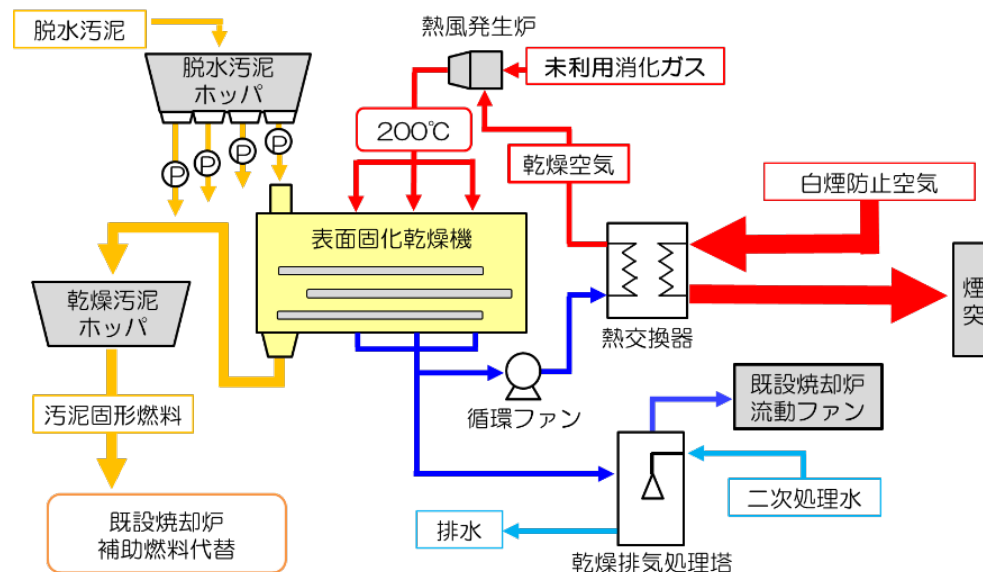 脱水汚泥
脱水汚泥
ホッパ
P
P
P
P
熱風発生炉
未利用消化ガス
200℃
乾燥空気
白煙防止空気
表面固化乾燥機
熱交換器
煙
突
乾燥汚泥
ホッパ
循環ファン
既設焼却炉
流動ファン
汚泥固形燃料
二次処理水
既設焼却炉
補助燃料代替
排水
乾燥排気処理塔